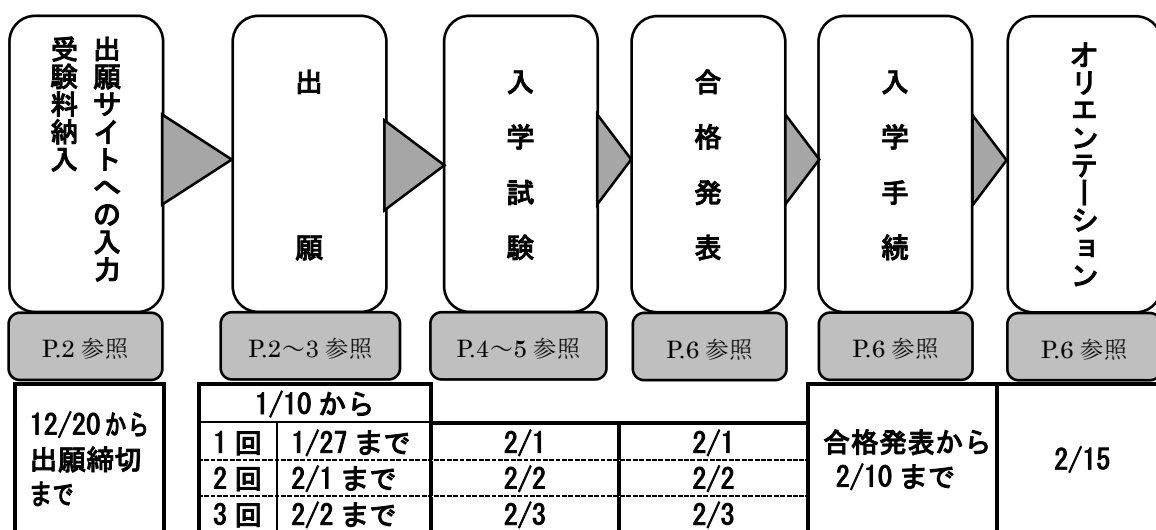 出願サイトへの入力
受験料納入
出願
入学試験
合格発表
入学手続
オリエンテーション
P.2 参照
P.2～3 参照
P.4～5 参照
P.6 参照
P.6 参照
P.6 参照
12/20から
出願締切
まで
1/10 から
1回 1/27 まで 2/1 2/1
2回 2/1 まで 2/2 2/2
3回 2/2 まで 2/3 2/3
合格発表から
2/10 まで
2/15